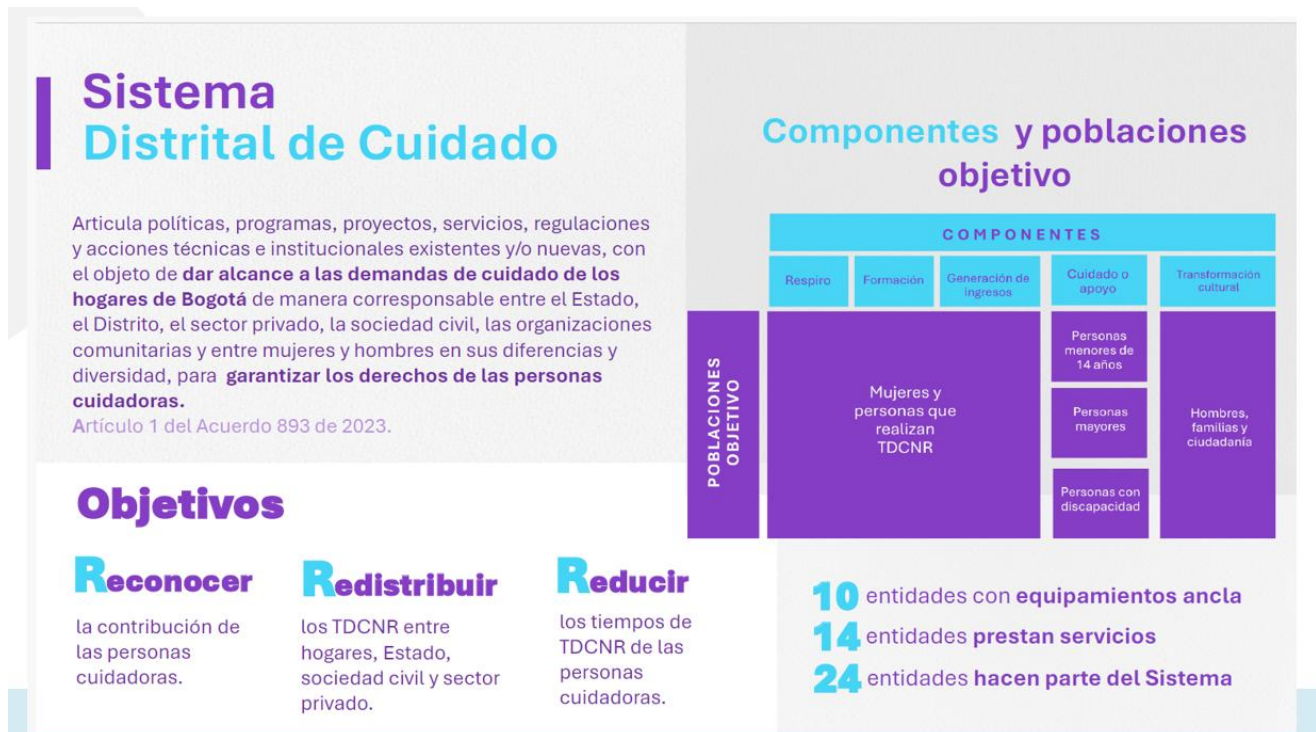 Sistema
Distrital de Cuidado
Articula políticas, programas, proyectos, servicios, regulaciones
y acciones técnicas e institucionales existentes y/o nuevas, con
el objeto de dar alcance a las demandas de cuidado de los
hogares de Bogotá de manera corresponsable entre el Estado,
el Distrito, el sector privado, la sociedad civil, las organizaciones
comunitarias y entre mujeres y hombres en sus diferencias y
diversidad, para garantizar los derechos de las personas
cuidadoras.
Artículo 1 del Acuerdo 893 de 2023.
Objetivos
Reconocer
la contribución de
las personas
cuidadoras.
Redistribuir
los TDCNR entre
hogares, Estado,
sociedad civil y sector
privado.
Reducir
los tiempos de
TDCNR de las
personas
cuidadoras.
Componentes y poblaciones
objetivo
COMPONENTES
Respiro
Formación
Generación de
ingresos
Cuidado o
apoyo
Transformación
cultural
POBLACIONES
OBJETIVO
Mujeres y
personas que
realizan
TDCNR
Personas
menores de
14 años
Personas
mayores
Personas con
discapacidad
Hombres,
familias y
ciudadanía
10 entidades con equipamientos ancla
14 entidades prestan servicios
24 entidades hacen parte del Sistema